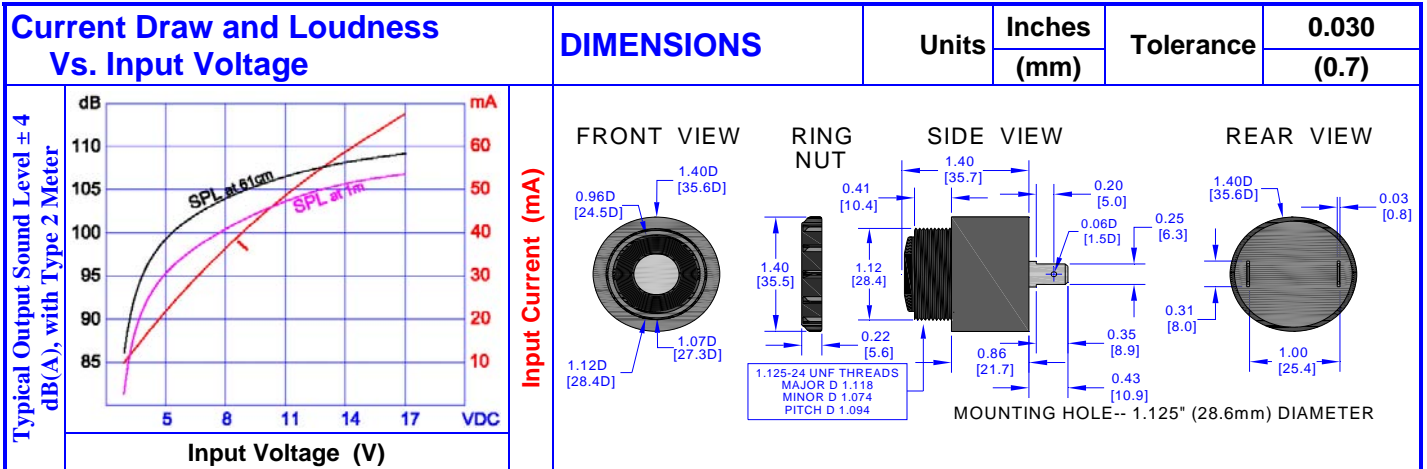 Current Draw and Loudness
Vs. Input Voltage
DIMENSIONS
Units
Inches
(mm)
Tolerance
0.030
(0.7)
Typical Output Sound Level ± 4
dB(A), with Type 2 Meter
dB
110
105
100
95
90
85
SPL at 61cm
SPL at 1m
mA
60
50
40
30
20
10
5 8 11 14 17 VDC
Input Voltage (V)
Input Current (mA)
FRONT VIEW
1.40D
[35.6D]
0.96D
[24.5D]
1.07D
[27.3D]
1.12D
[28.4D]
RING
NUT
1.40
[35.5]
0.22
[5.6]
SIDE VIEW
1.40
[35.7]
0.41
[10.4]
1.12
[28.4]
0.20
[5.0]
0.06D
[1.5D]
0.25
[6.3]
0.35
[8.9]
0.86
[21.7]
0.43
[10.9]
1.125-24 UNF THREADS
MAJOR D 1.118
MINOR D 1.074
PITCH D 1.094
REAR VIEW
1.40D
[35.6D]
0.03
[0.8]
0.31
[8.0]
1.00
[25.4]
MOUNTING HOLE-- 1.125" (28.6mm) DIAMETER